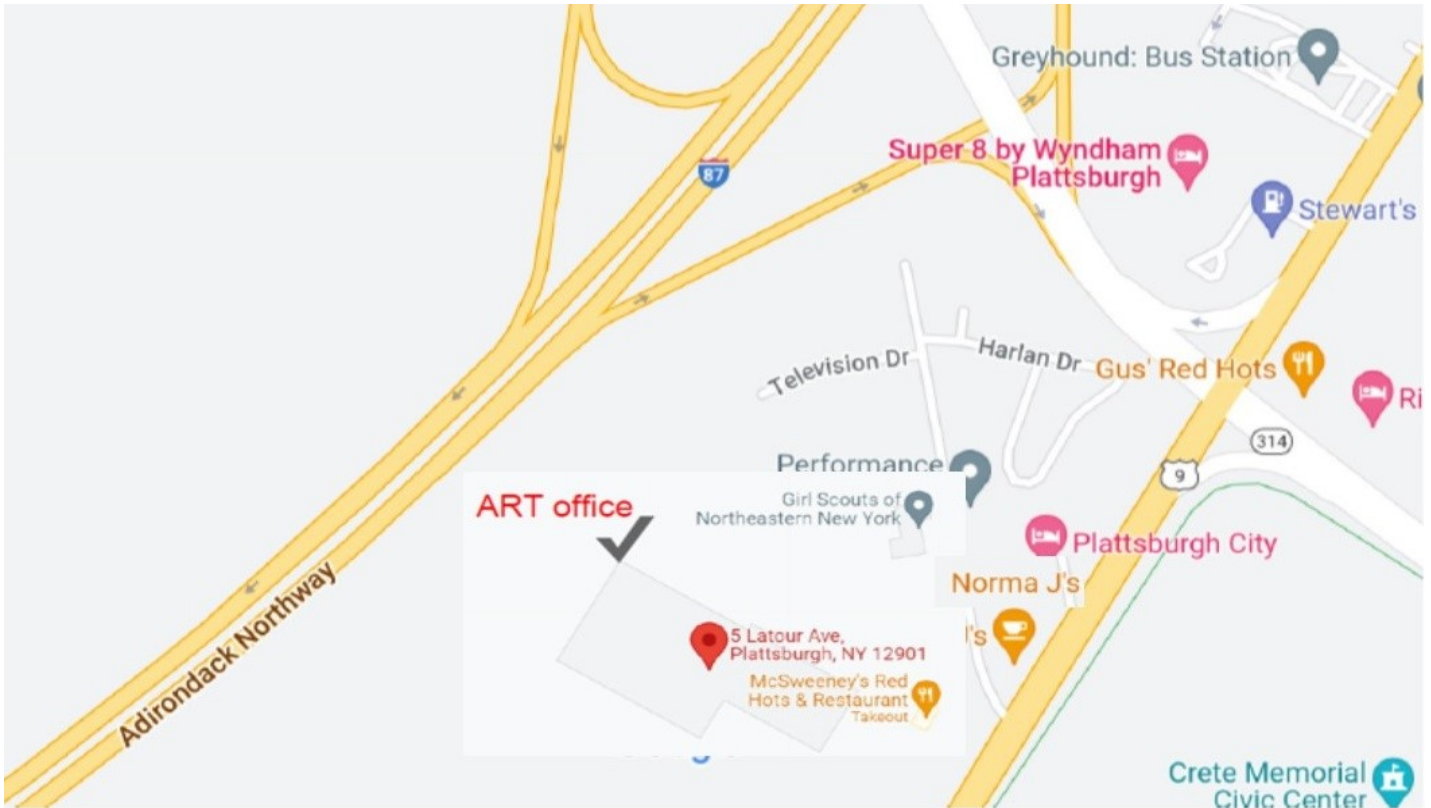 Greyhound: Bus Station
87
Super 8 by Wyndham
Plattsburgh
Stewart's
Television Dr
Harlan Dr
Gus' Red Hots
Ri
314
9
Performance
ART office
Girl Scouts of
Northeastern New York
Plattsburgh City
Norma J's
l's
Adirondack Northway
5 Latour Ave,
Plattsburgh, NY 12901
McSweeney's Red
Hots & Restaurant
Takeout
Crete Memorial
Civic Center